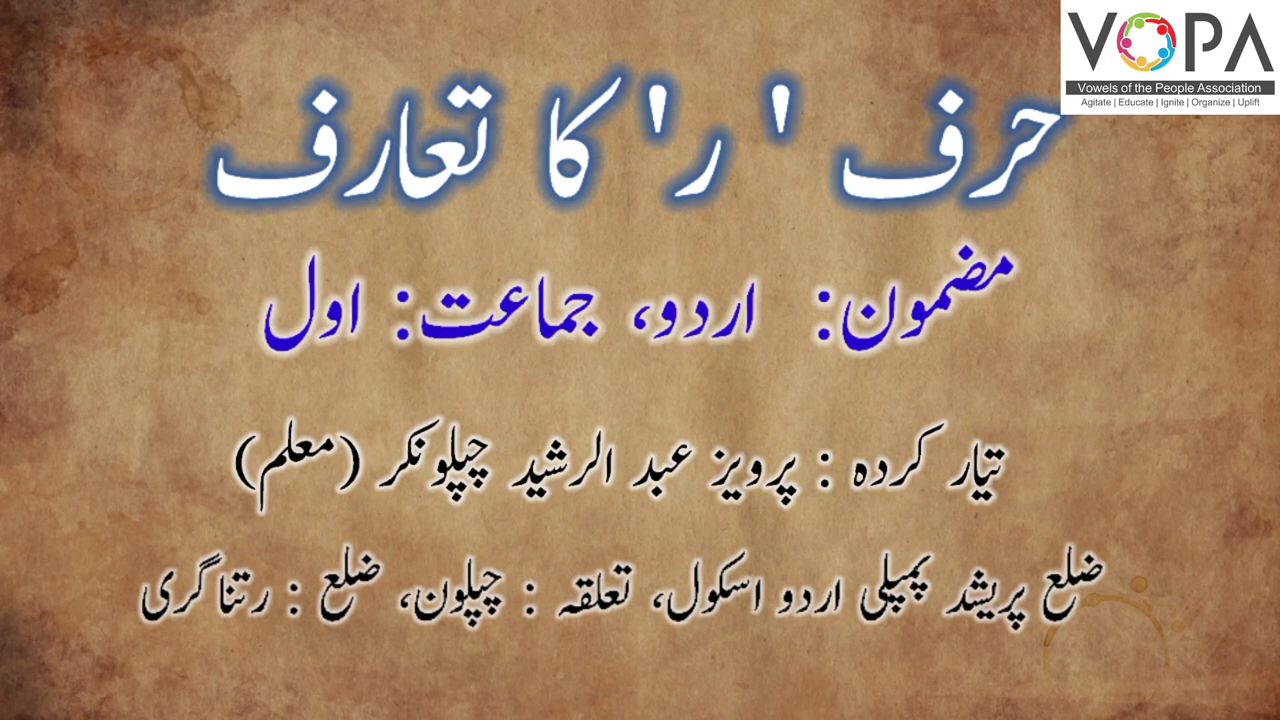 VOPA
Vowels of the People Association
Agitate | Educate | Ignite | Organize | Uplift
حرف ' ر' کا تعارف
مضمون: اردو، جماعت: اول
تیار کردہ : پرویز عبد الرشید چپلونکر (معلم)
ضلع پریشد پمپلی اردو اسکول، تعلقہ : چپلون، ضلع : رتناگری